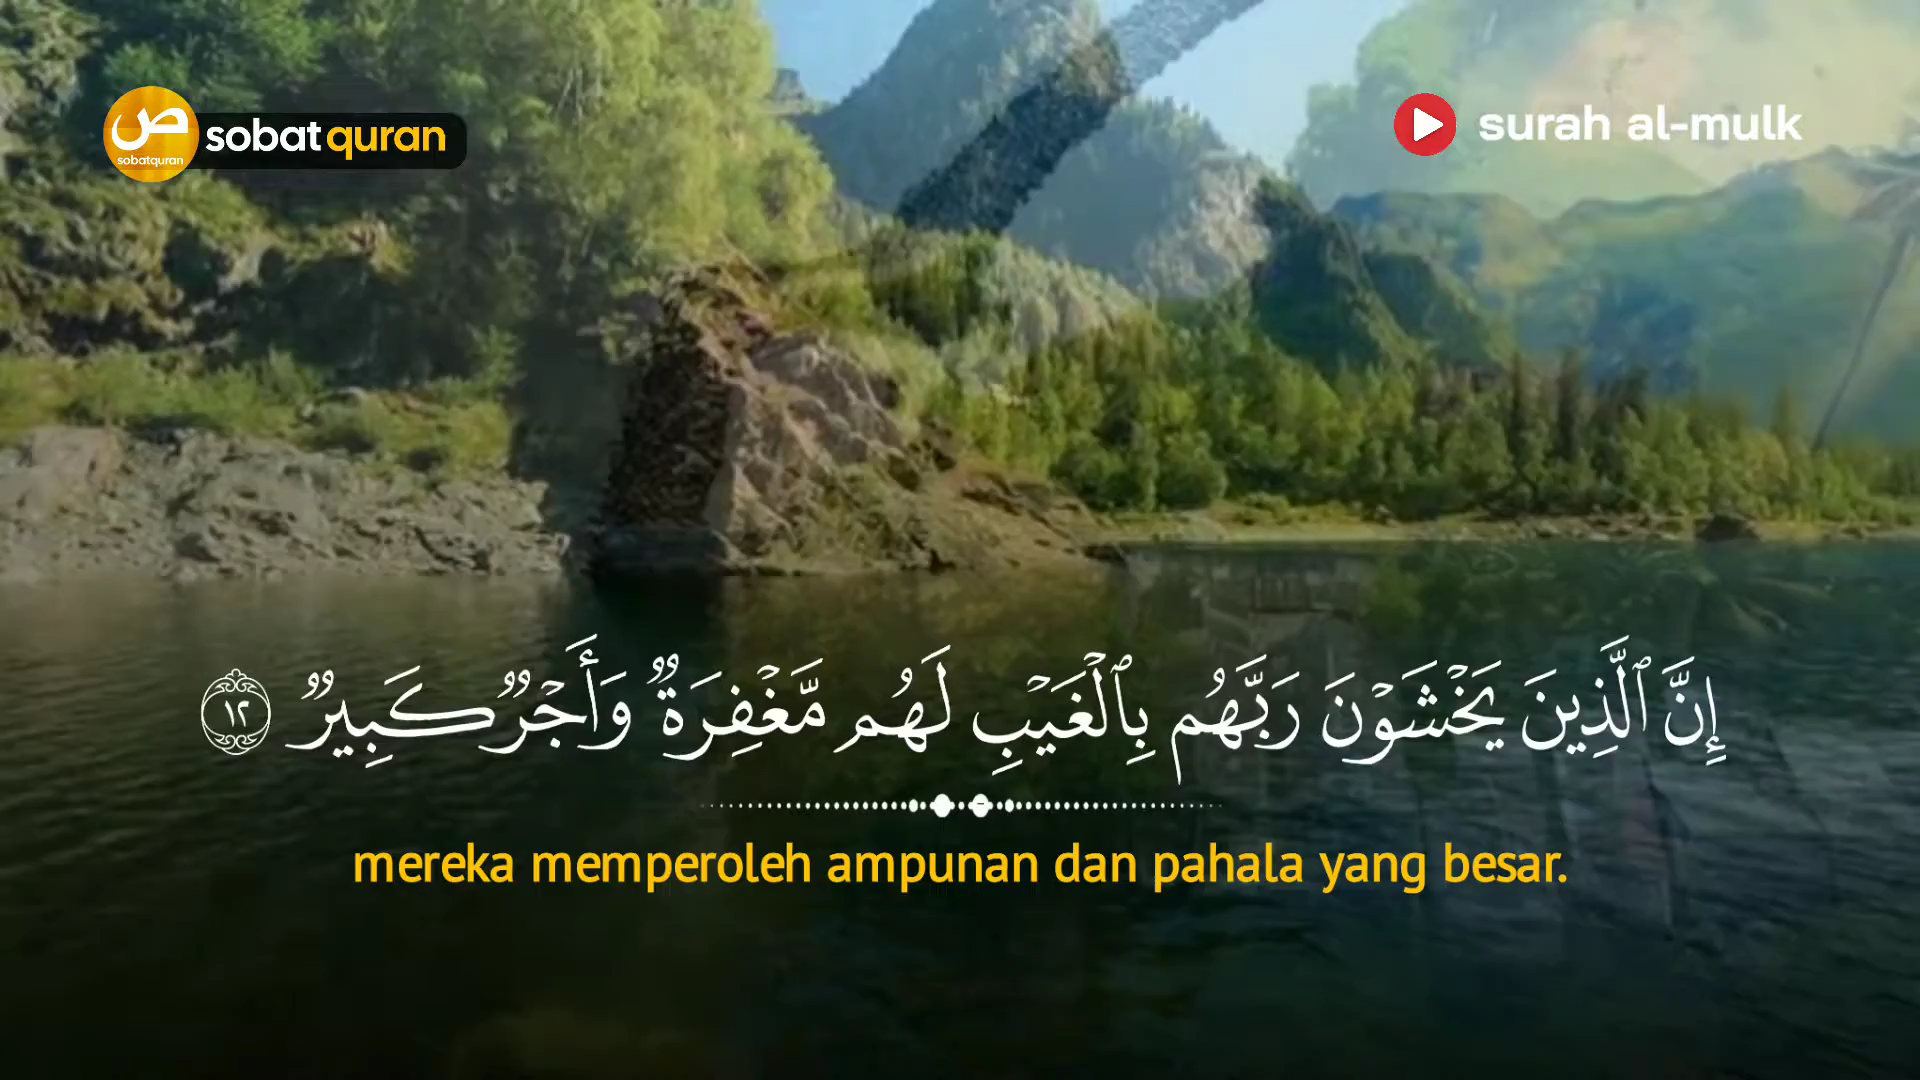 ص
sobatquran
sobat quran
surah al-mulk
إِنَّ ٱلَّذِينَ يَخْشَوْنَ رَبَّهُم بِٱلْغَيْبِ لَهُم مَّغْفِرَةٌ وَأَجْرٌ كَبِيرٌ ١٢
mereka memperoleh ampunan dan pahala yang besar.